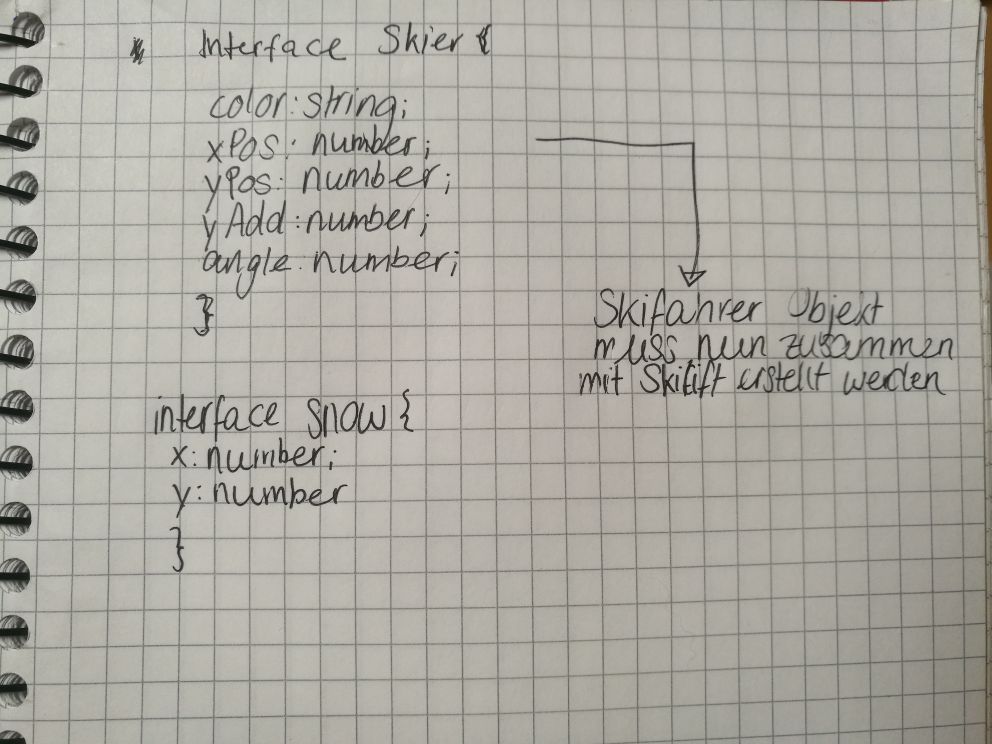 Interface Skier {
color: string;
xPos: number;
yPos: number;
yAdd: number;
angle: number;
}
Skifahrer Objekt
muss nun zusammen
mit Skilift erstellt werden
interface snow {
x: number;
y: number
}